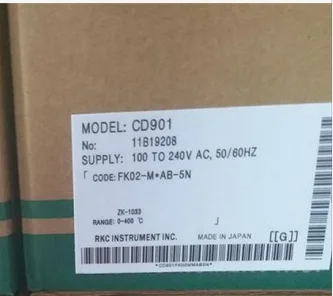 MODEL: CD901
No: 11B19208
SUPPLY: 100 TO 240V AC, 50/60HZ
「 CODE: FK02-M*AB-5N
ZK-1033
RANGE: 0-400 ℃ 」
RKC INSTRUMENT INC. MADE IN JAPAN [[G]]